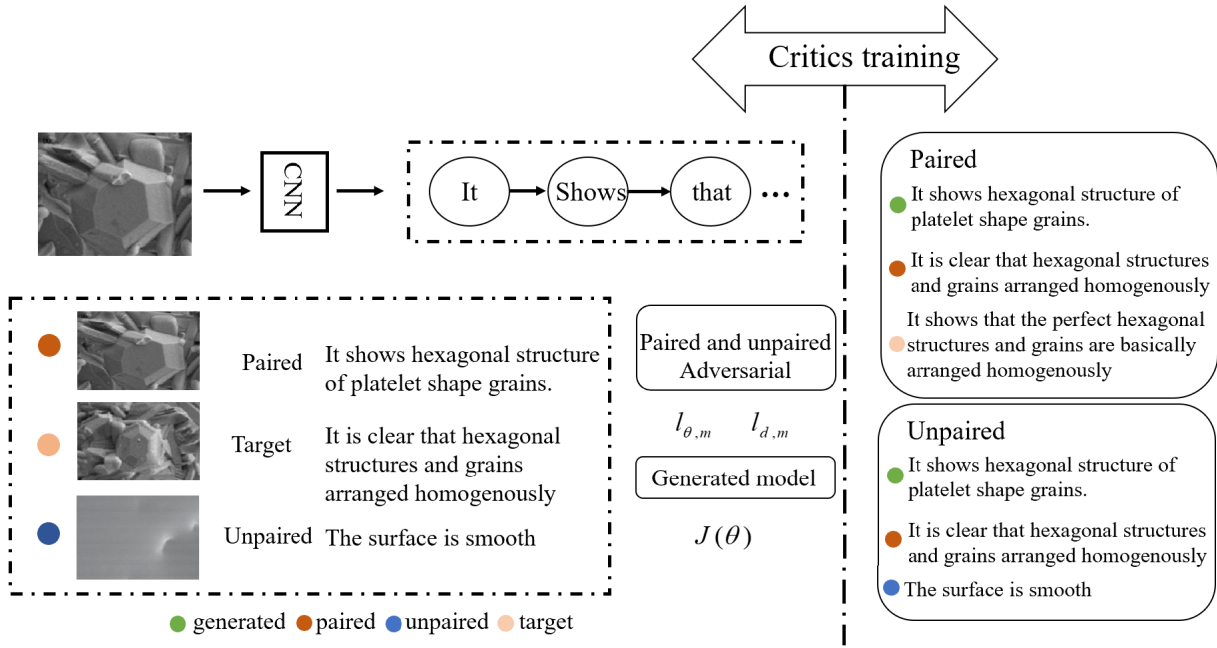 Critics training
CNN
It
Shows
that
...
Paired
It shows hexagonal structure
of platelet shape grains.
Target
It is clear that hexagonal
structures and grains
arranged homogenously
Unpaired
The surface is smooth
generated
paired
unpaired
target
Paired and unpaired
Adversarial
l_{θ,m} l_{d,m}
Generated model
J(θ)
Paired
It shows hexagonal structure of
platelet shape grains.
It is clear that hexagonal structures
and grains arranged homogenously
It shows that the perfect hexagonal
structures and grains are basically
arranged homogenously
Unpaired
It shows hexagonal structure of
platelet shape grains.
It is clear that hexagonal structures
and grains arranged homogenously
The surface is smooth